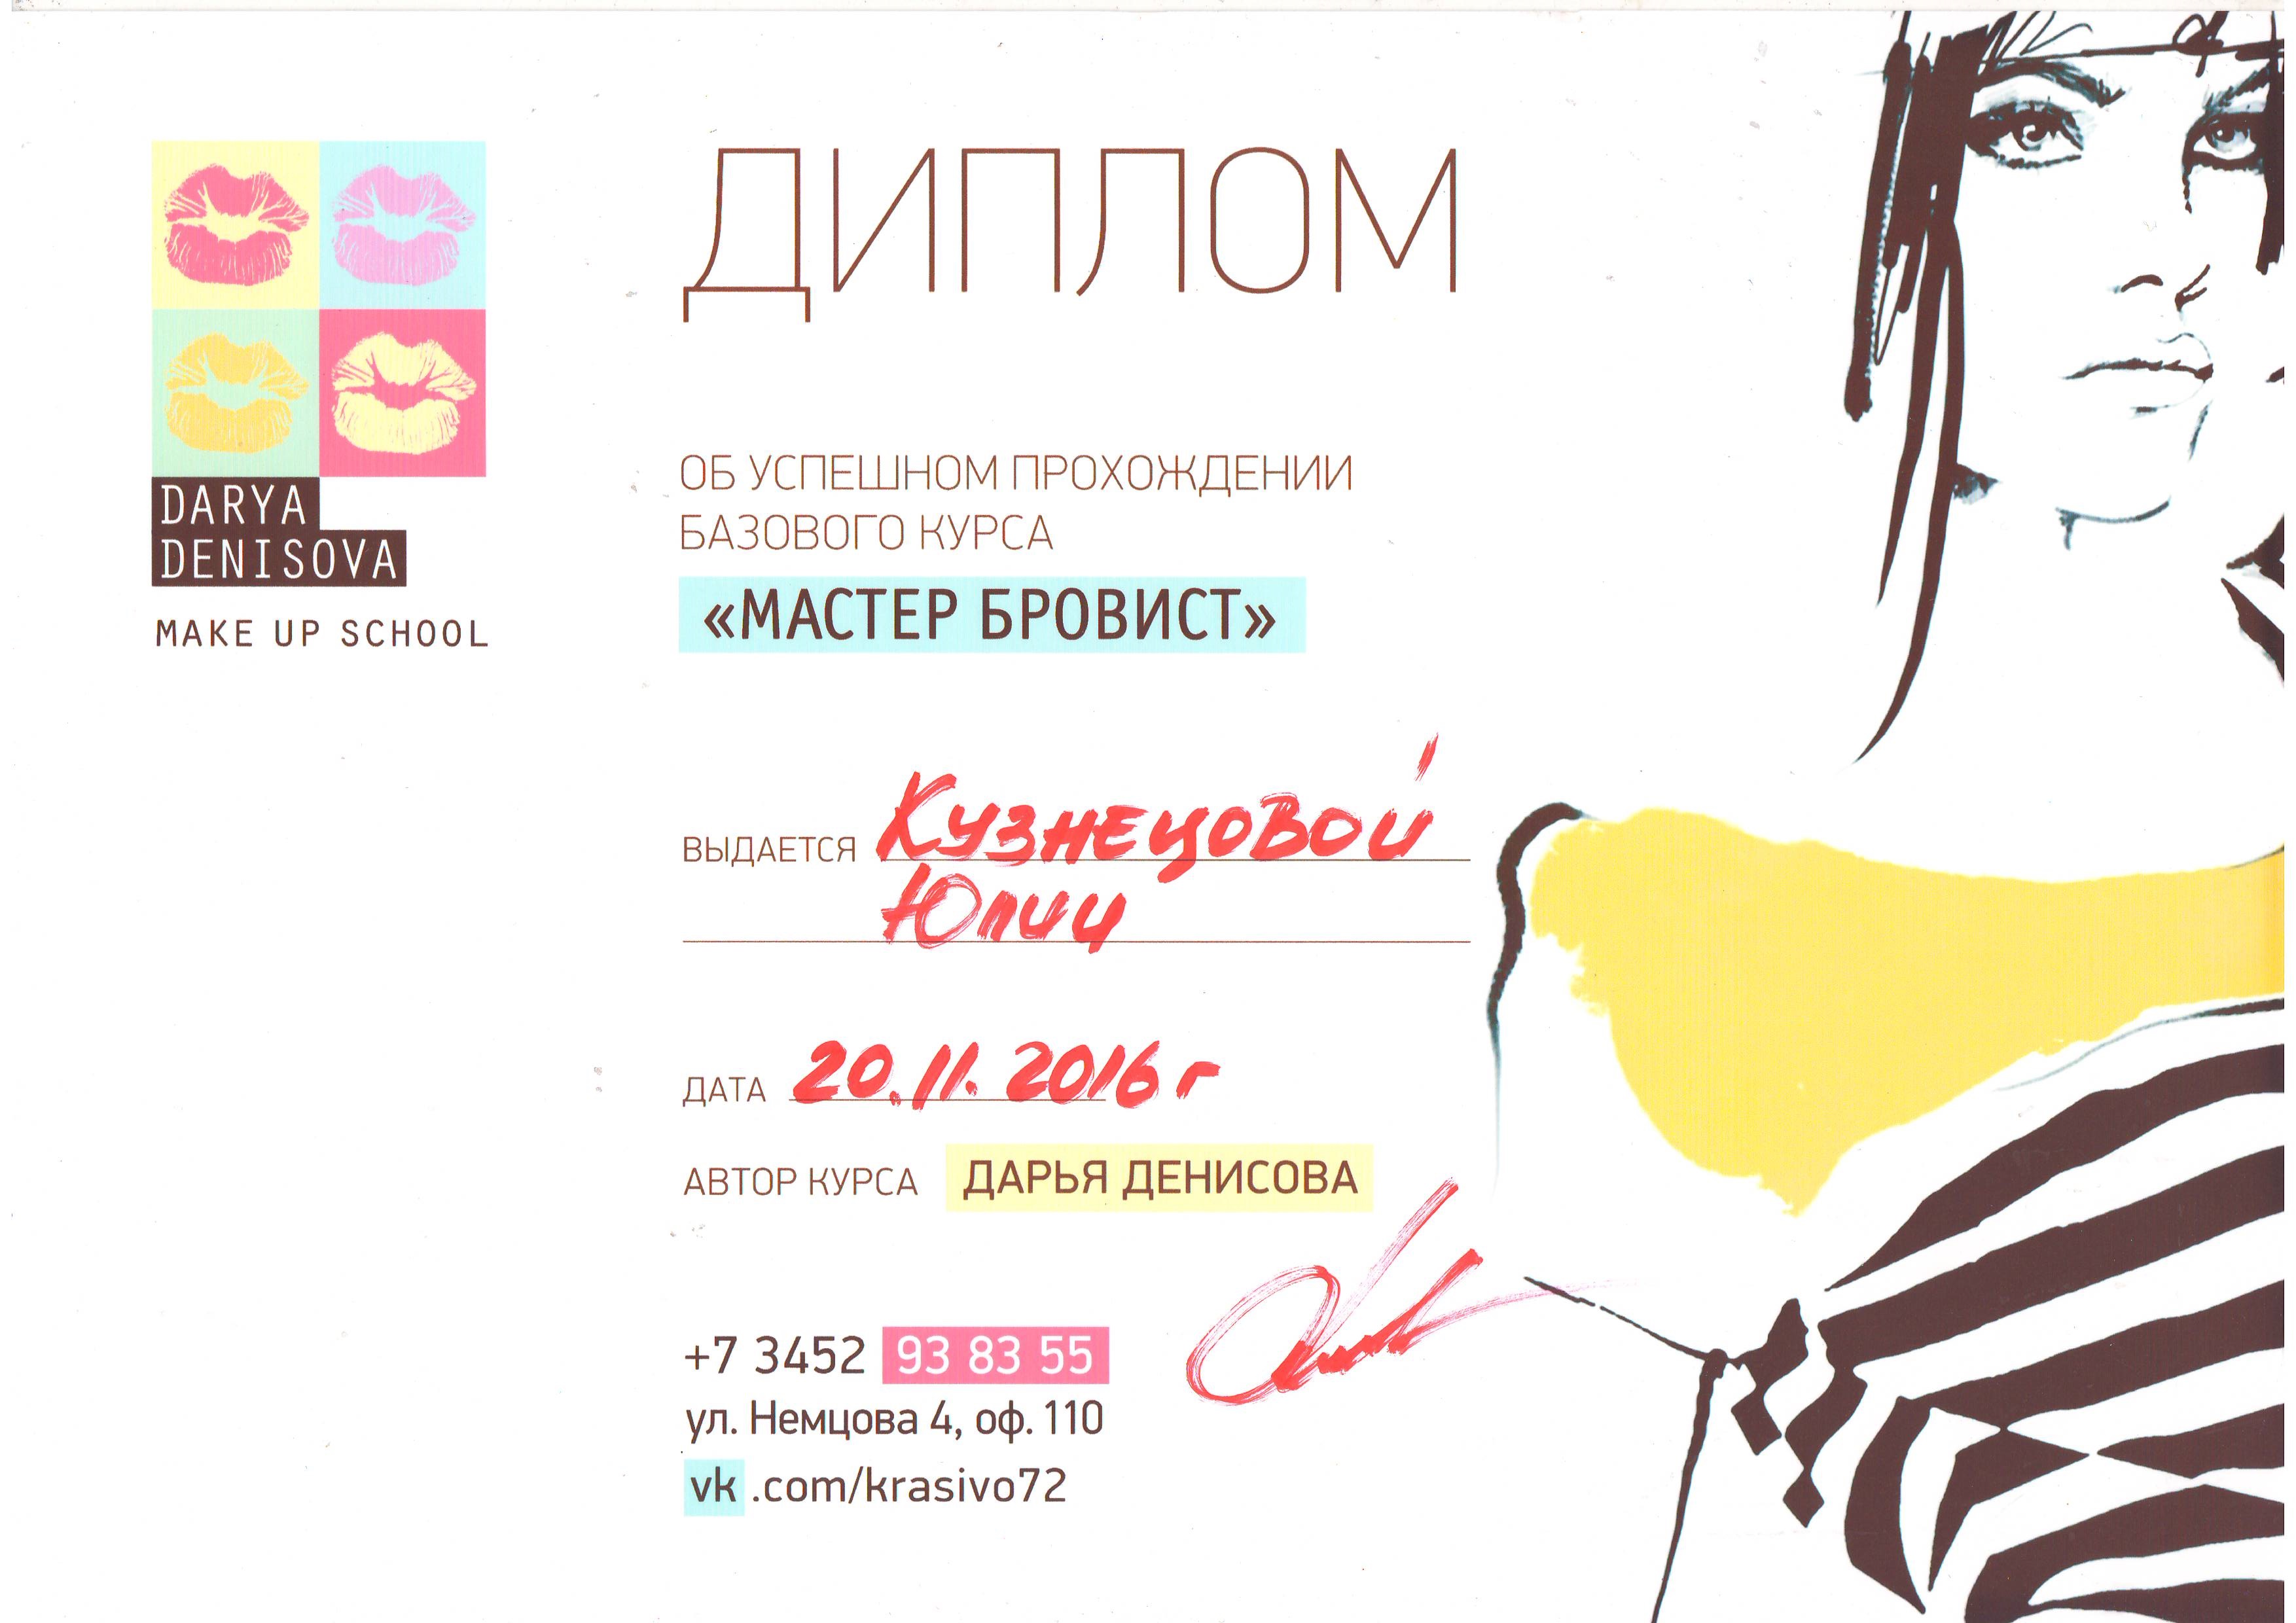 DARYA
DENISOVA
MAKE UP SCHOOL
ДИПЛОМ
ОБ УСПЕШНОМ ПРОХОЖДЕНИИ
БАЗОВОГО КУРСА
«МАСТЕР БРОВИСТ»
ВЫДАЕТСЯ Кузнецовой
Юлии
ДАТА 20.11.2016 г
АВТОР КУРСА ДАРЬЯ ДЕНИСОВА
+7 3452 93 83 55
ул. Немцова 4, оф. 110
vk.com/krasivo72